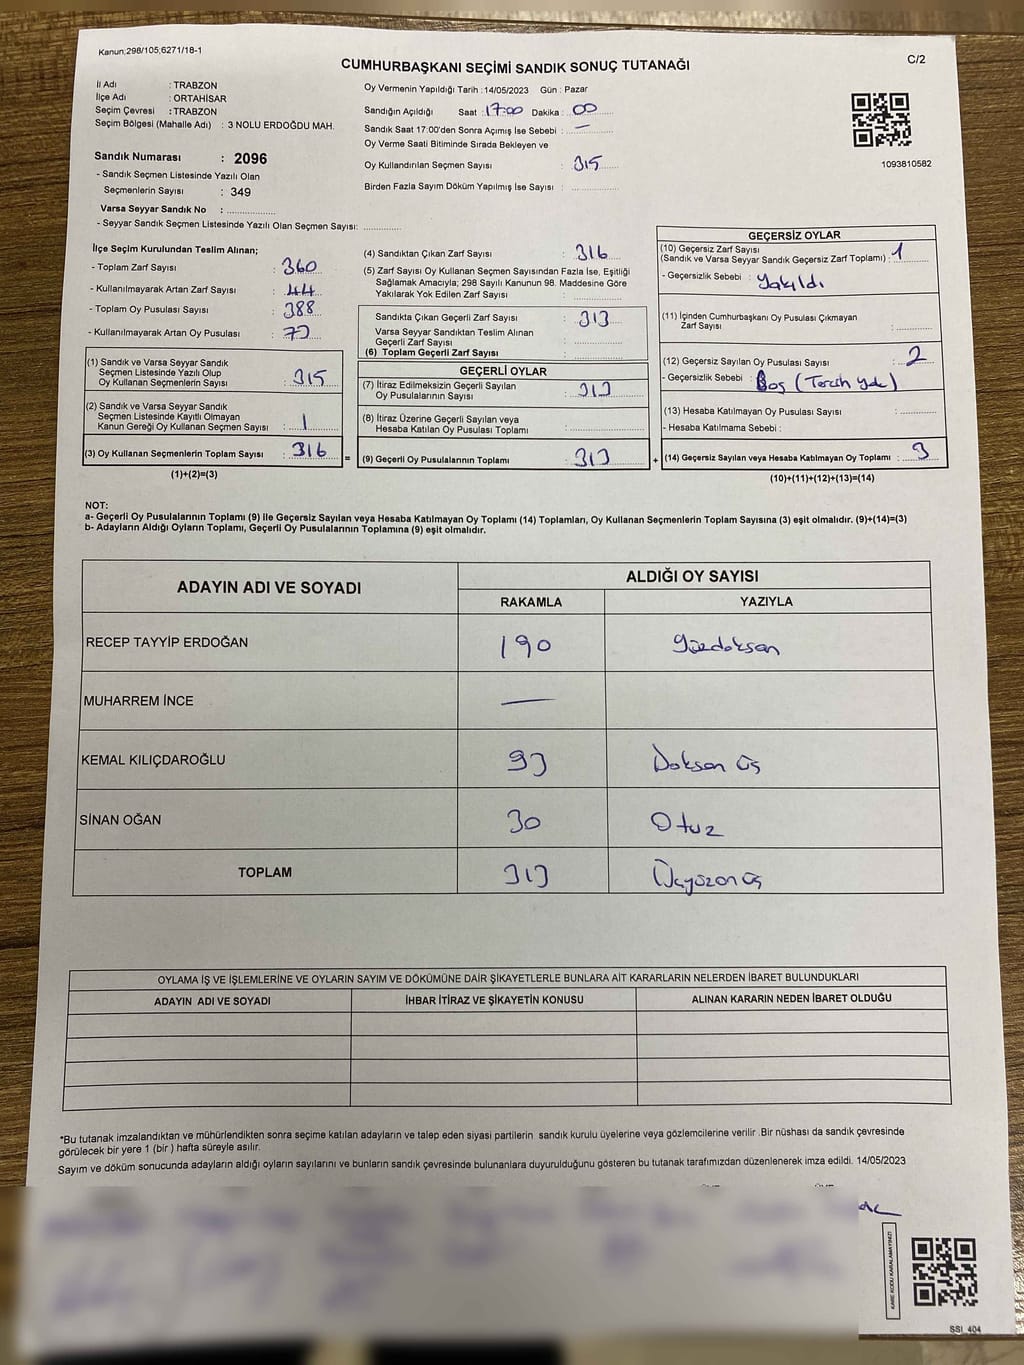 Kanun:298/105;6271/18-1
C/2
CUMHURBAŞKANI SEÇİMİ SANDIK SONUÇ TUTANAĞI
İl Adı : TRABZON
İlçe Adı : ORTAHİSAR
Seçim Çevresi : TRABZON
Seçim Bölgesi (Mahalle Adı) : 3 NOLU ERDOĞDU MAH.
Sandık Numarası : 2096
- Sandık Seçmen Listesinde Yazılı Olan
Seçmenlerin Sayısı : 349
Varsa Seyyar Sandık No : ................
- Seyyar Sandık Seçmen Listesinde Yazılı Olan Seçmen Sayısı: .............
Oy Vermenin Yapıldığı Tarih : 14/05/2023 Gün : Pazar
Sandığın Açıldığı Saat 17:00 Dakika : 00
Sandık Saat 17:00'den Sonra Açımış İse Sebebi : —
Oy Verme Saati Bitiminde Sırada Bekleyen ve
Oy Kullandırılan Seçmen Sayısı : 315
Birden Fazla Sayım Döküm Yapılmış İse Sayısı : .............
1093810582
İlçe Seçim Kurulundan Teslim Alınan;
- Toplam Zarf Sayısı : 360
- Kullanılmayarak Artan Zarf Sayısı : 44
- Toplam Oy Pusulası Sayısı : 388
- Kullanılmayarak Artan Oy Pusulası : 73
(1) Sandık ve Varsa Seyyar Sandık
Seçmen Listesinde Yazılı Olup
Oy Kullanan Seçmenlerin Sayısı : 315
(2) Sandık ve Varsa Seyyar Sandık
Seçmen Listesinde Kayıtlı Olmayan
Kanun Gereği Oy Kullanan Seçmen Sayısı : 1
(3) Oy Kullanan Seçmenlerin Toplam Sayısı : 316
(1)+(2)=(3)
=
(4) Sandıktan Çıkan Zarf Sayısı : 316
(5) Zarf Sayısı Oy Kullanan Seçmen Sayısından Fazla İse, Eşitliği
Sağlamak Amacıyla; 298 Sayılı Kanunun 98. Maddesine Göre
Yakılarak Yok Edilen Zarf Sayısı : .............
Sandıkta Çıkan Geçerli Zarf Sayısı : 313
Varsa Seyyar Sandıktan Teslim Alınan
Geçerli Zarf Sayısı : .............
(6) Toplam Geçerli Zarf Sayısı : .............
GEÇERLİ OYLAR
(7) İtiraz Edilmeksizin Geçerli Sayılan
Oy Pusulalarının Sayısı : 313
(8) İtiraz Üzerine Geçerli Sayılan veya
Hesaba Katılan Oy Pusulası Toplamı : .............
(9) Geçerli Oy Pusulalarının Toplamı : 313
+
GEÇERSİZ OYLAR
(10) Geçersiz Zarf Sayısı
(Sandık ve Varsa Seyyar Sandık Geçersiz Zarf Toplamı) : 1
- Geçersizlik Sebebi : Yakıldı
(11) İçinden Cumhurbaşkanı Oy Pusulası Çıkmayan
Zarf Sayısı : .............
(12) Geçersiz Sayılan Oy Pusulası Sayısı : 2
- Geçersizlik Sebebi : Boş (Tercih yok)
(13) Hesaba Katılmayan Oy Pusulası Sayısı : .............
- Hesaba Katılmama Sebebi :
(14) Geçersiz Sayılan veya Hesaba Katılmayan Oy Toplamı : 3
(10)+(11)+(12)+(13)=(14)
NOT:
a- Geçerli Oy Pusulalarının Toplamı (9) ile Geçersiz Sayılan veya Hesaba Katılmayan Oy Toplamı (14) Toplamları, Oy Kullanan Seçmenlerin Toplam Sayısına (3) eşit olmalıdır. (9)+(14)=(3)
b- Adayların Aldığı Oyların Toplamı, Geçerli Oy Pusulalarının Toplamına (9) eşit olmalıdır.
ADAYIN ADI VE SOYADI
ALDIĞI OY SAYISI
RAKAMLA YAZIYLA
RECEP TAYYİP ERDOĞAN 190 Yüzdoksan
MUHARREM İNCE —
KEMAL KILIÇDAROĞLU 93 Doksan üç
SİNAN OĞAN 30 Otuz
TOPLAM 313 Üçyüzonüç
OYLAMA İŞ VE İŞLEMLERİNE VE OYLARIN SAYIM VE DÖKÜMÜNE DAİR ŞİKAYETLERLE BUNLARA AİT KARARLARIN NELERDEN İBARET BULUNDUKLARI
ADAYIN ADI VE SOYADI İHBAR İTİRAZ VE ŞİKAYETİN KONUSU ALINAN KARARIN NEDEN İBARET OLDUĞU
*Bu tutanak imzalandıktan ve mühürlendikten sonra seçime katılan adayların ve talep eden siyasi partilerin sandık kurulu üyelerine veya gözlemcilerine verilir .Bir nüshası da sandık çevresinde
görülecek bir yere 1 (bir ) hafta süreyle asılır.
Sayım ve döküm sonucunda adayların aldığı oyların sayılarını ve bunların sandık çevresinde bulunanlara duyurulduğunu gösteren bu tutanak tarafımızdan düzenlenerek imza edildi. 14/05/2023
KARE KODU KARALAMAYINIZ!
SSI_404